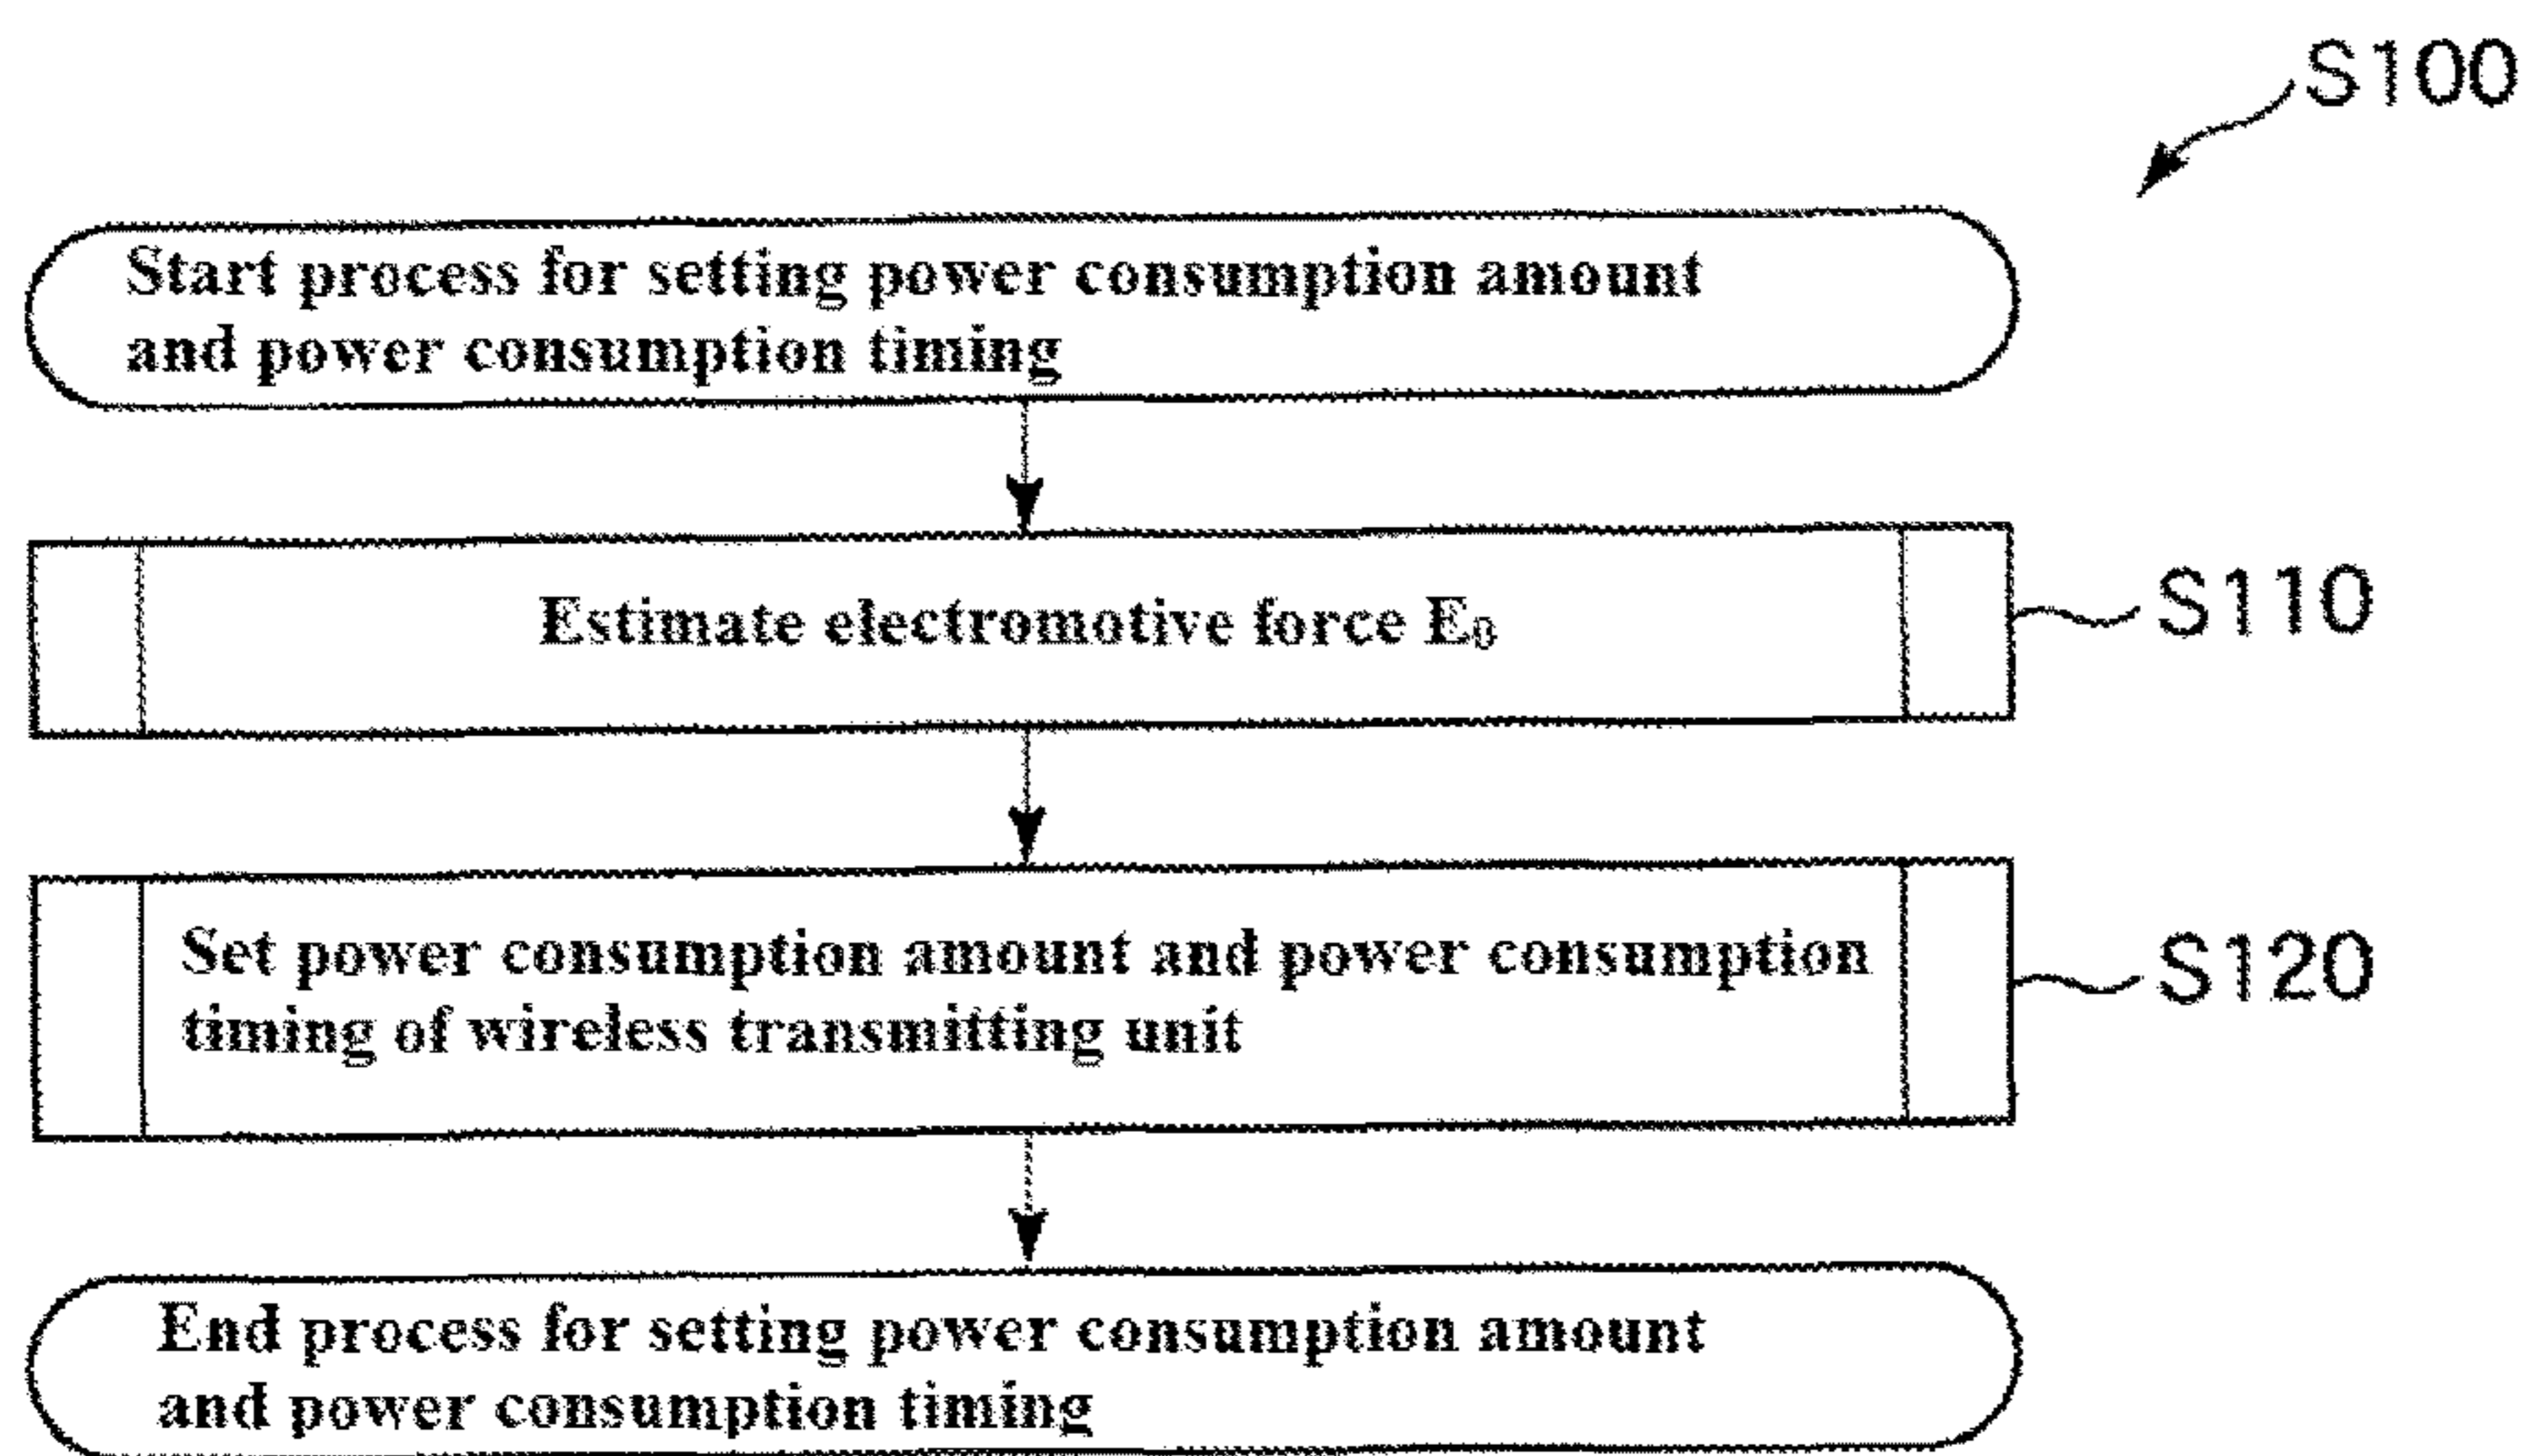 S100
Start process for setting power consumption amount
and power consumption timing
Estimate electromotive force E₀
S110
Set power consumption amount and power consumption
timing of wireless transmitting unit
S120
End process for setting power consumption amount
and power consumption timing